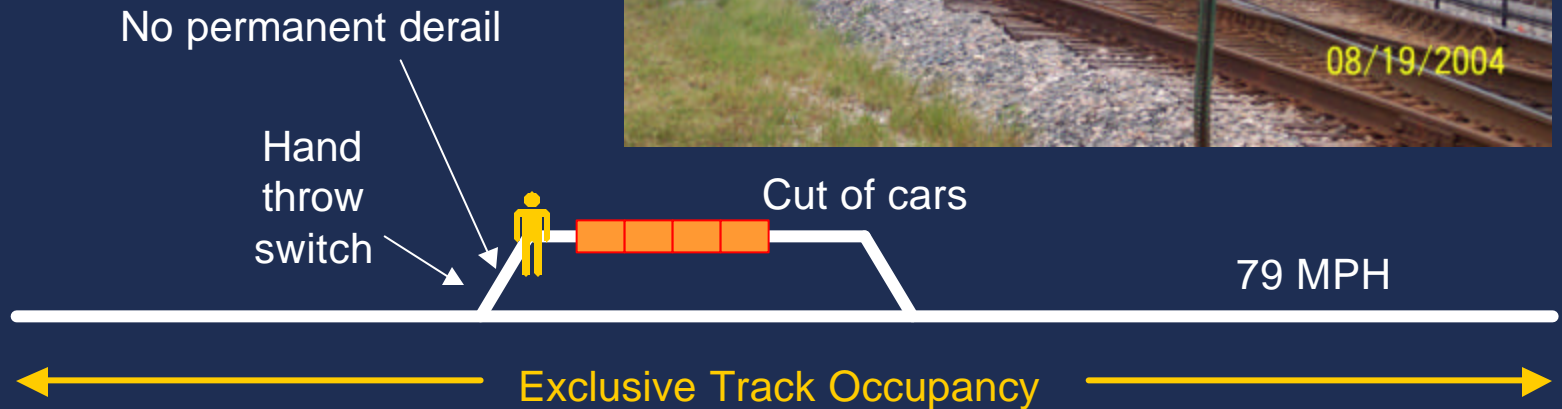 No permanent derail
08/19/2004
Hand
throw
switch
Cut of cars
79 MPH
Exclusive Track Occupancy